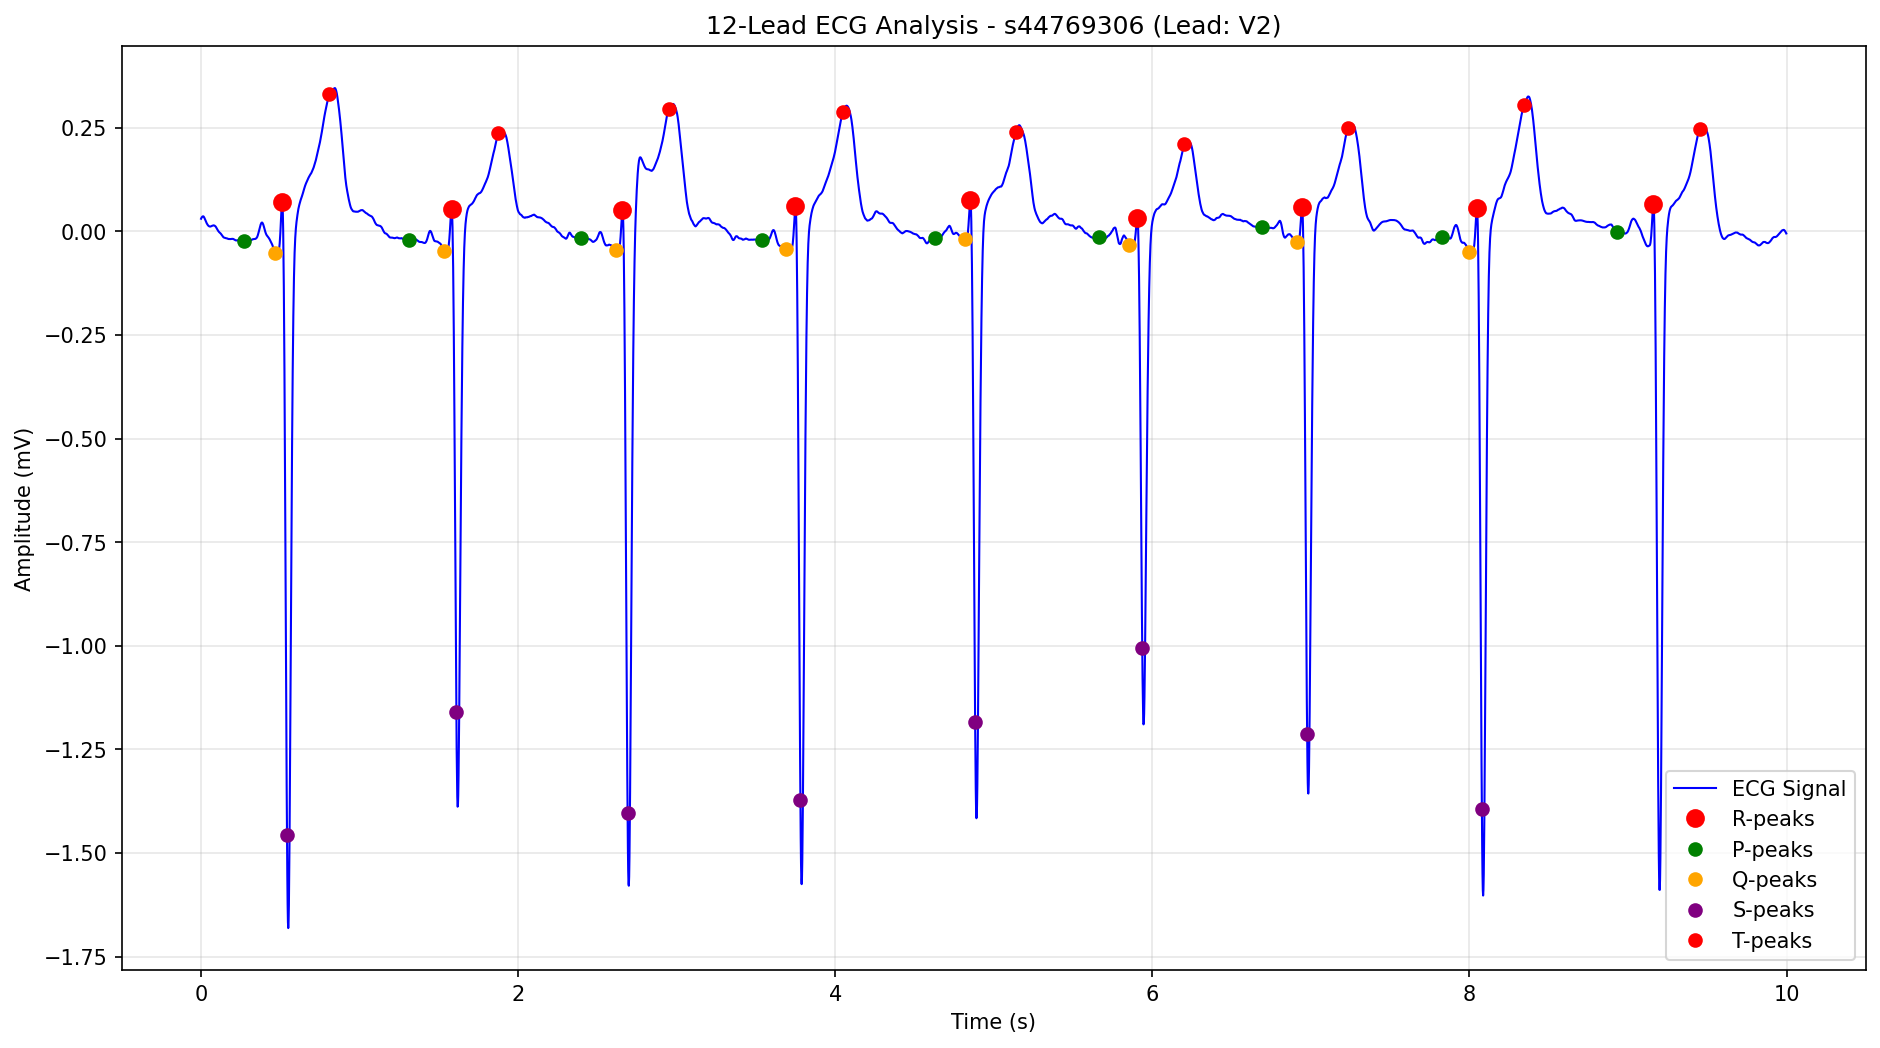 12-Lead ECG Analysis - s44769306 (Lead: V2)
Amplitude (mV)
0.25
0.00
−0.25
−0.50
−0.75
−1.00
−1.25
−1.50
−1.75
ECG Signal
R-peaks
P-peaks
Q-peaks
S-peaks
T-peaks
0 2 4 6 8 10
Time (s)